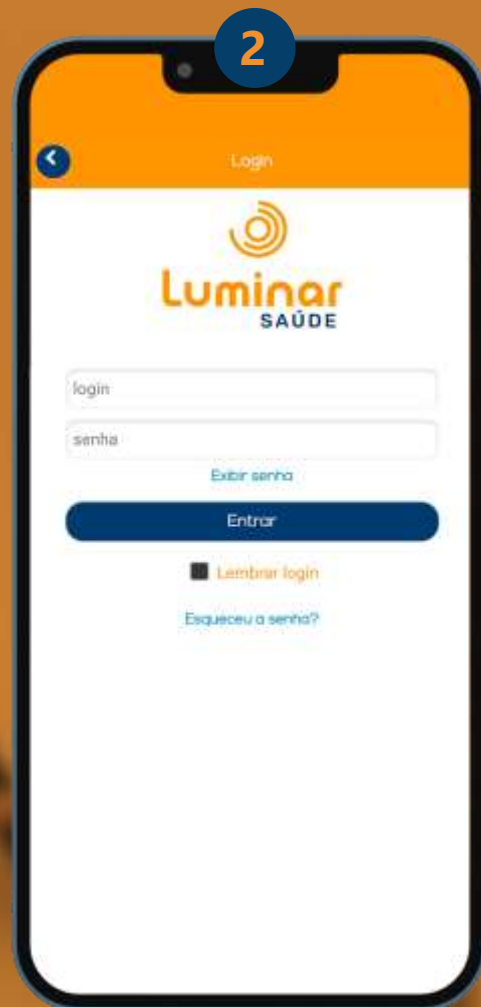 2
Login
Luminar
SAÚDE
login
senha
Exibir senha
Entrar
Lembrar login
Esqueceu a senha?